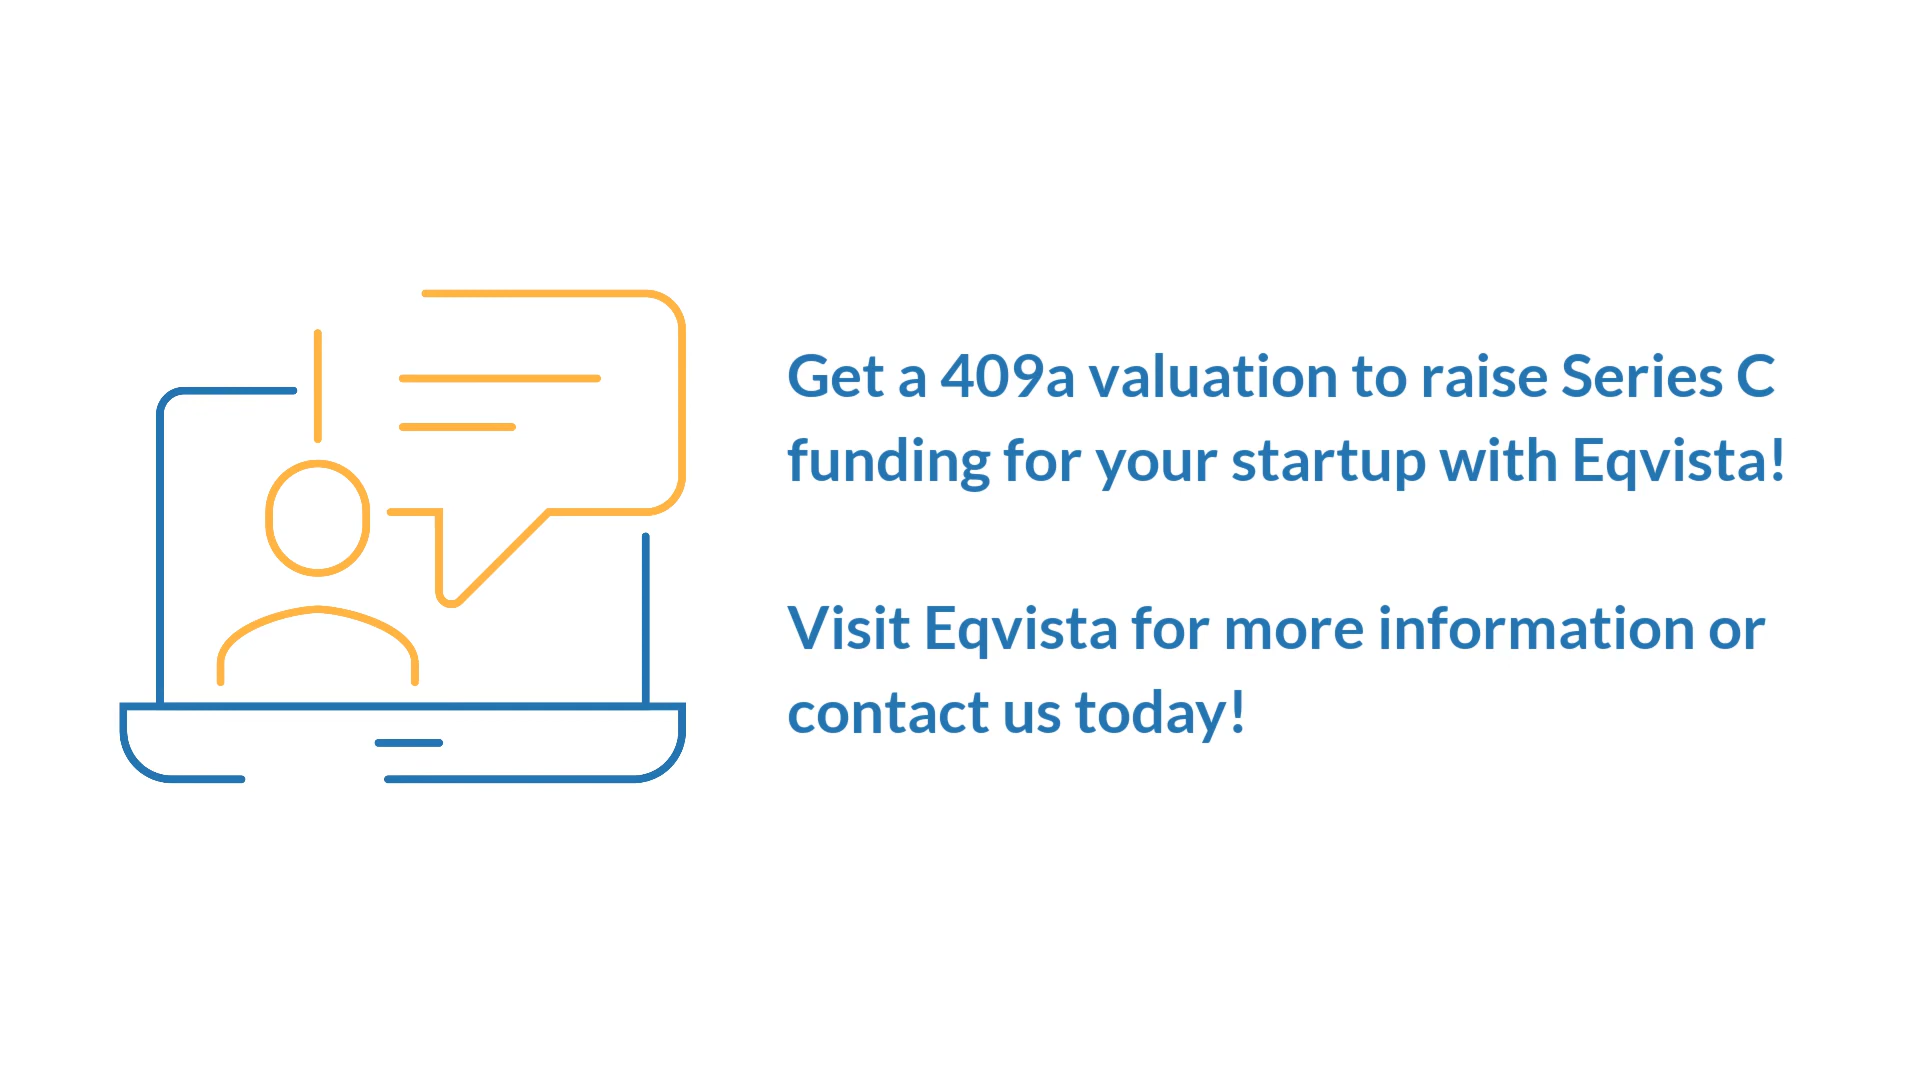 Get a 409a valuation to raise Series C
funding for your startup with Eqvista!
Visit Eqvista for more information or
contact us today!